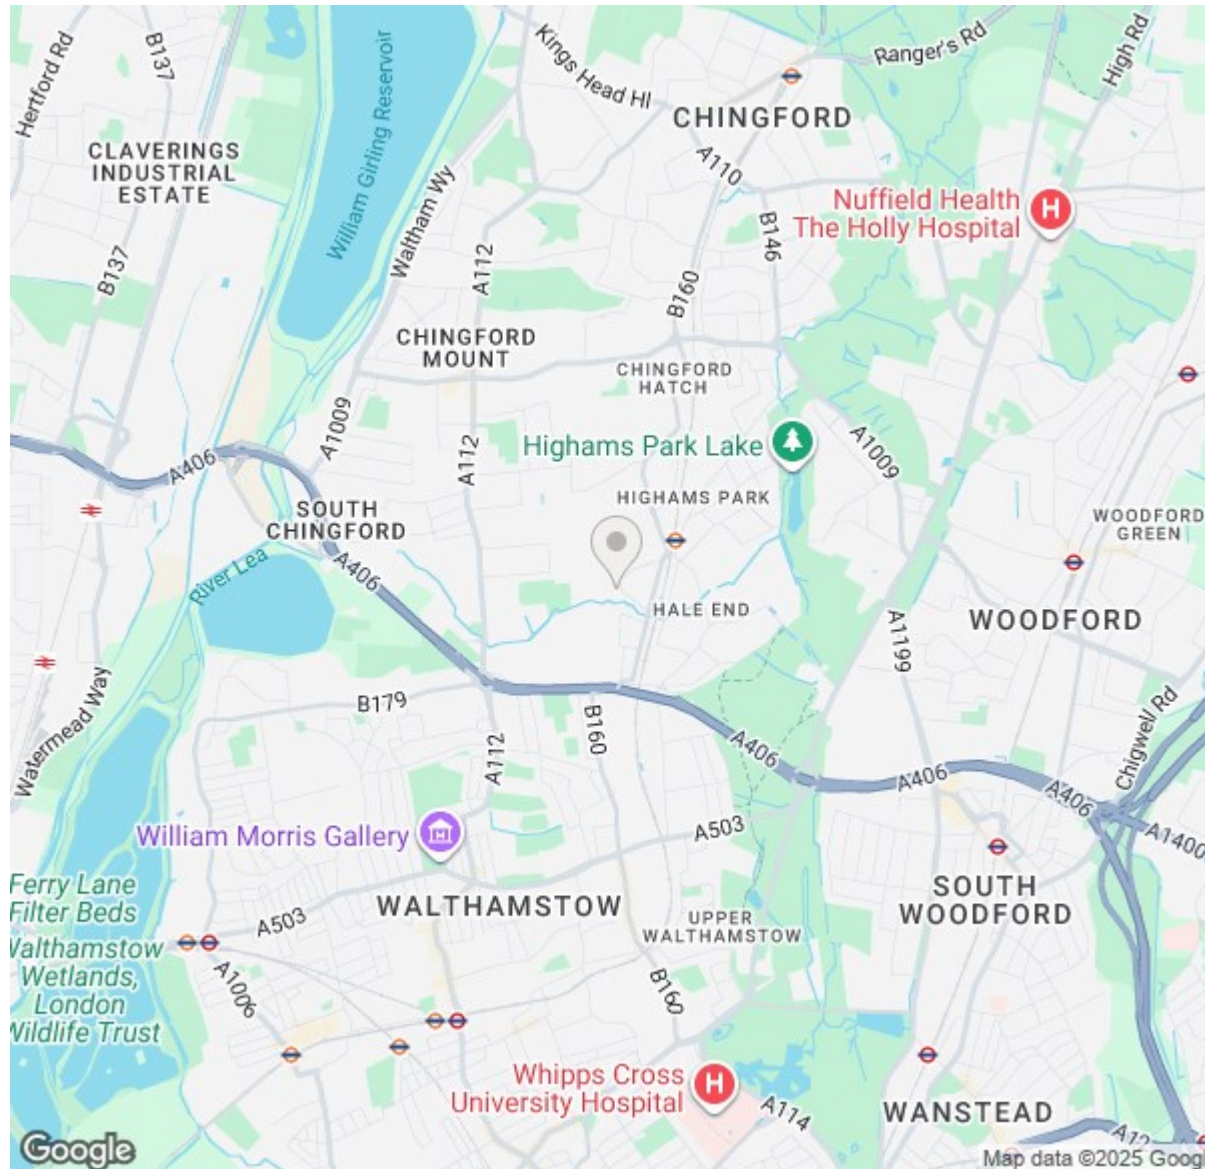 Hertford Rd
B137
William Girling Reservoir
Kings Head Hl
Ranger's Rd
High Rd
CHINGFORD
CLAVERINGS
INDUSTRIAL
ESTATE
A110
Waltham Wy
Nuffield Health
The Holly Hospital
B146
B137
A112
B160
CHINGFORD
MOUNT
CHINGFORD
HATCH
A1009
A112
Highams Park Lake
A1009
A406
HIGHAMS PARK
SOUTH
CHINGFORD
WOODFORD
GREEN
River Lea
A406
HALE END
A1199
WOODFORD
Watermead Way
B179
B160
A112
A406
A406
A406
Chigwell Rd
A1400
William Morris Gallery
A503
Ferry Lane
Filter Beds
WALTHAMSTOW
SOUTH
WOODFORD
A503
UPPER
WALTHAMSTOW
Walthamstow
Wetlands,
London
Wildlife Trust
A1006
B160
Whipps Cross
University Hospital
A114
WANSTEAD
A12
Google
Map data ©2025 Goog